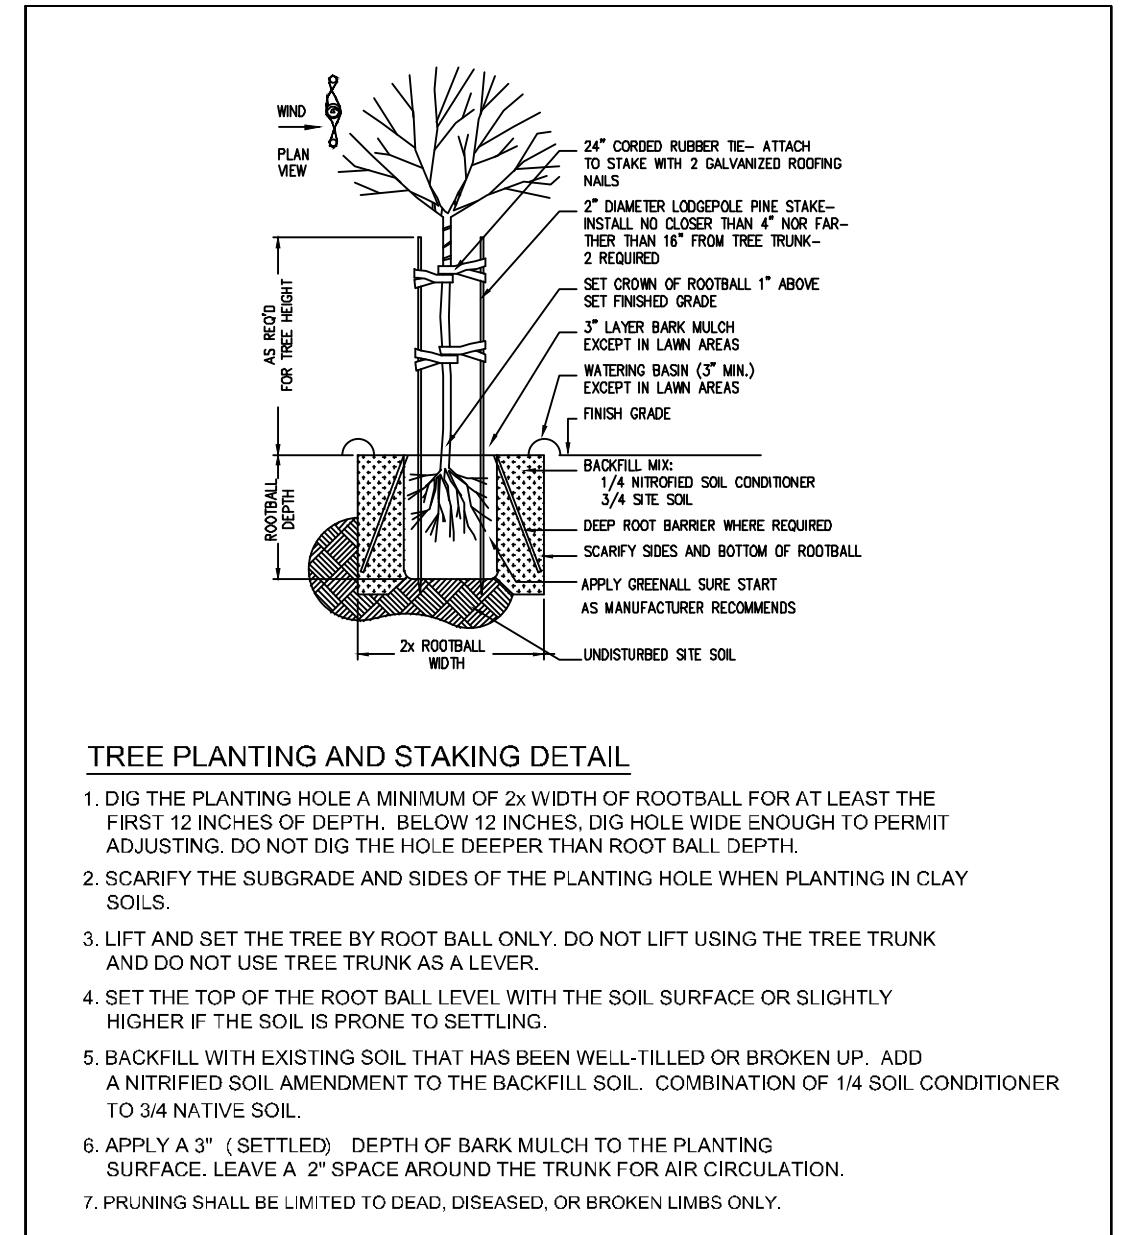 WIND
PLAN
VIEW
24" CORDED RUBBER TIE- ATTACH
TO STAKE WITH 2 GALVANIZED ROOFING
NAILS
2" DIAMETER LODGEPOLE PINE STAKE-
INSTALL NO CLOSER THAN 4" NOR FAR-
THER THAN 16" FROM TREE TRUNK-
2 REQUIRED
SET CROWN OF ROOTBALL 1" ABOVE
SET FINISHED GRADE
3" LAYER BARK MULCH
EXCEPT IN LAWN AREAS
WATERING BASIN (3" MIN.)
EXCEPT IN LAWN AREAS
FINISH GRADE
AS REQ'D
FOR TREE HEIGHT
ROOTBALL
DEPTH
BACKFILL MIX:
1/4 NITROFIED SOIL CONDITIONER
3/4 SITE SOIL
DEEP ROOT BARRIER WHERE REQUIRED
SCARIFY SIDES AND BOTTOM OF ROOTBALL
APPLY GREENALL SURE START
AS MANUFACTURER RECOMMENDS
2x ROOTBALL
WIDTH
UNDISTURBED SITE SOIL
TREE PLANTING AND STAKING DETAIL
1. DIG THE PLANTING HOLE A MINIMUM OF 2x WIDTH OF ROOTBALL FOR AT LEAST THE
FIRST 12 INCHES OF DEPTH. BELOW 12 INCHES, DIG HOLE WIDE ENOUGH TO PERMIT
ADJUSTING. DO NOT DIG THE HOLE DEEPER THAN ROOT BALL DEPTH.
2. SCARIFY THE SUBGRADE AND SIDES OF THE PLANTING HOLE WHEN PLANTING IN CLAY
SOILS.
3. LIFT AND SET THE TREE BY ROOT BALL ONLY. DO NOT LIFT USING THE TREE TRUNK
AND DO NOT USE TREE TRUNK AS A LEVER.
4. SET THE TOP OF THE ROOT BALL LEVEL WITH THE SOIL SURFACE OR SLIGHTLY
HIGHER IF THE SOIL IS PRONE TO SETTLING.
5. BACKFILL WITH EXISTING SOIL THAT HAS BEEN WELL-TILLED OR BROKEN UP. ADD
A NITRIFIED SOIL AMENDMENT TO THE BACKFILL SOIL. COMBINATION OF 1/4 SOIL CONDITIONER
TO 3/4 NATIVE SOIL.
6. APPLY A 3" (SETTLED) DEPTH OF BARK MULCH TO THE PLANTING
SURFACE. LEAVE A 2" SPACE AROUND THE TRUNK FOR AIR CIRCULATION.
7. PRUNING SHALL BE LIMITED TO DEAD, DISEASED, OR BROKEN LIMBS ONLY.